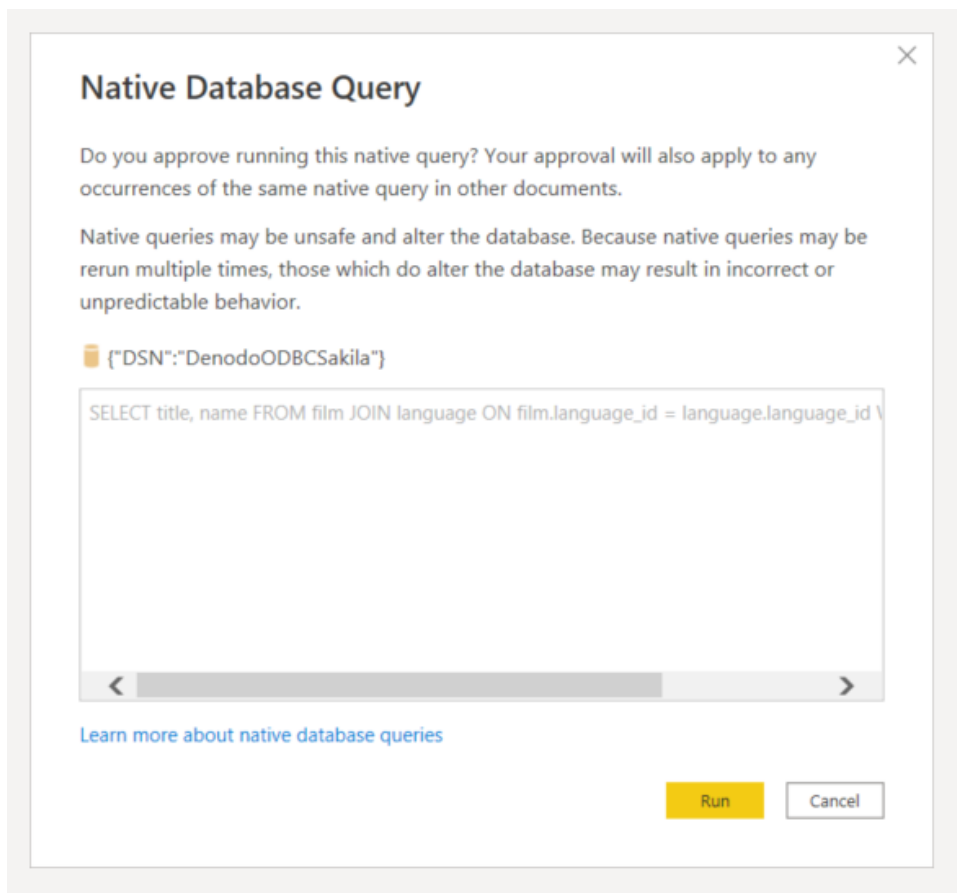 Native Database Query
Do you approve running this native query? Your approval will also apply to any
occurrences of the same native query in other documents.
Native queries may be unsafe and alter the database. Because native queries may be
rerun multiple times, those which do alter the database may result in incorrect or
unpredictable behavior.
{"DSN":"DenodoODBCSakila"}
SELECT title, name FROM film JOIN language ON film.language_id = language.language_id
Learn more about native database queries
Run
Cancel